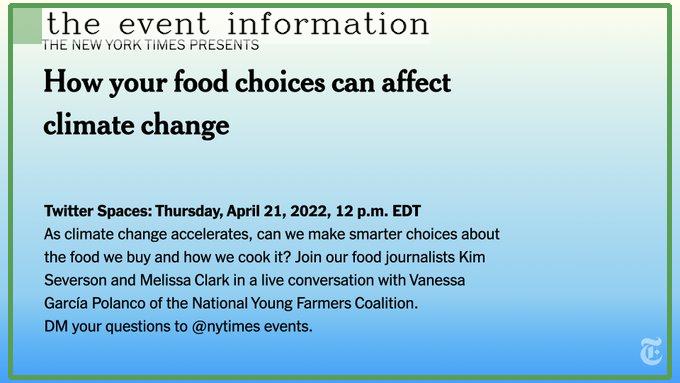 the event information
THE NEW YORK TIMES PRESENTS
How your food choices can affect
climate change
Twitter Spaces: Thursday, April 21, 2022, 12 p.m. EDT
As climate change accelerates, can we make smarter choices about
the food we buy and how we cook it? Join our food journalists Kim
Severson and Melissa Clark in a live conversation with Vanessa
García Polanco of the National Young Farmers Coalition.
DM your questions to @nytimes events.
T